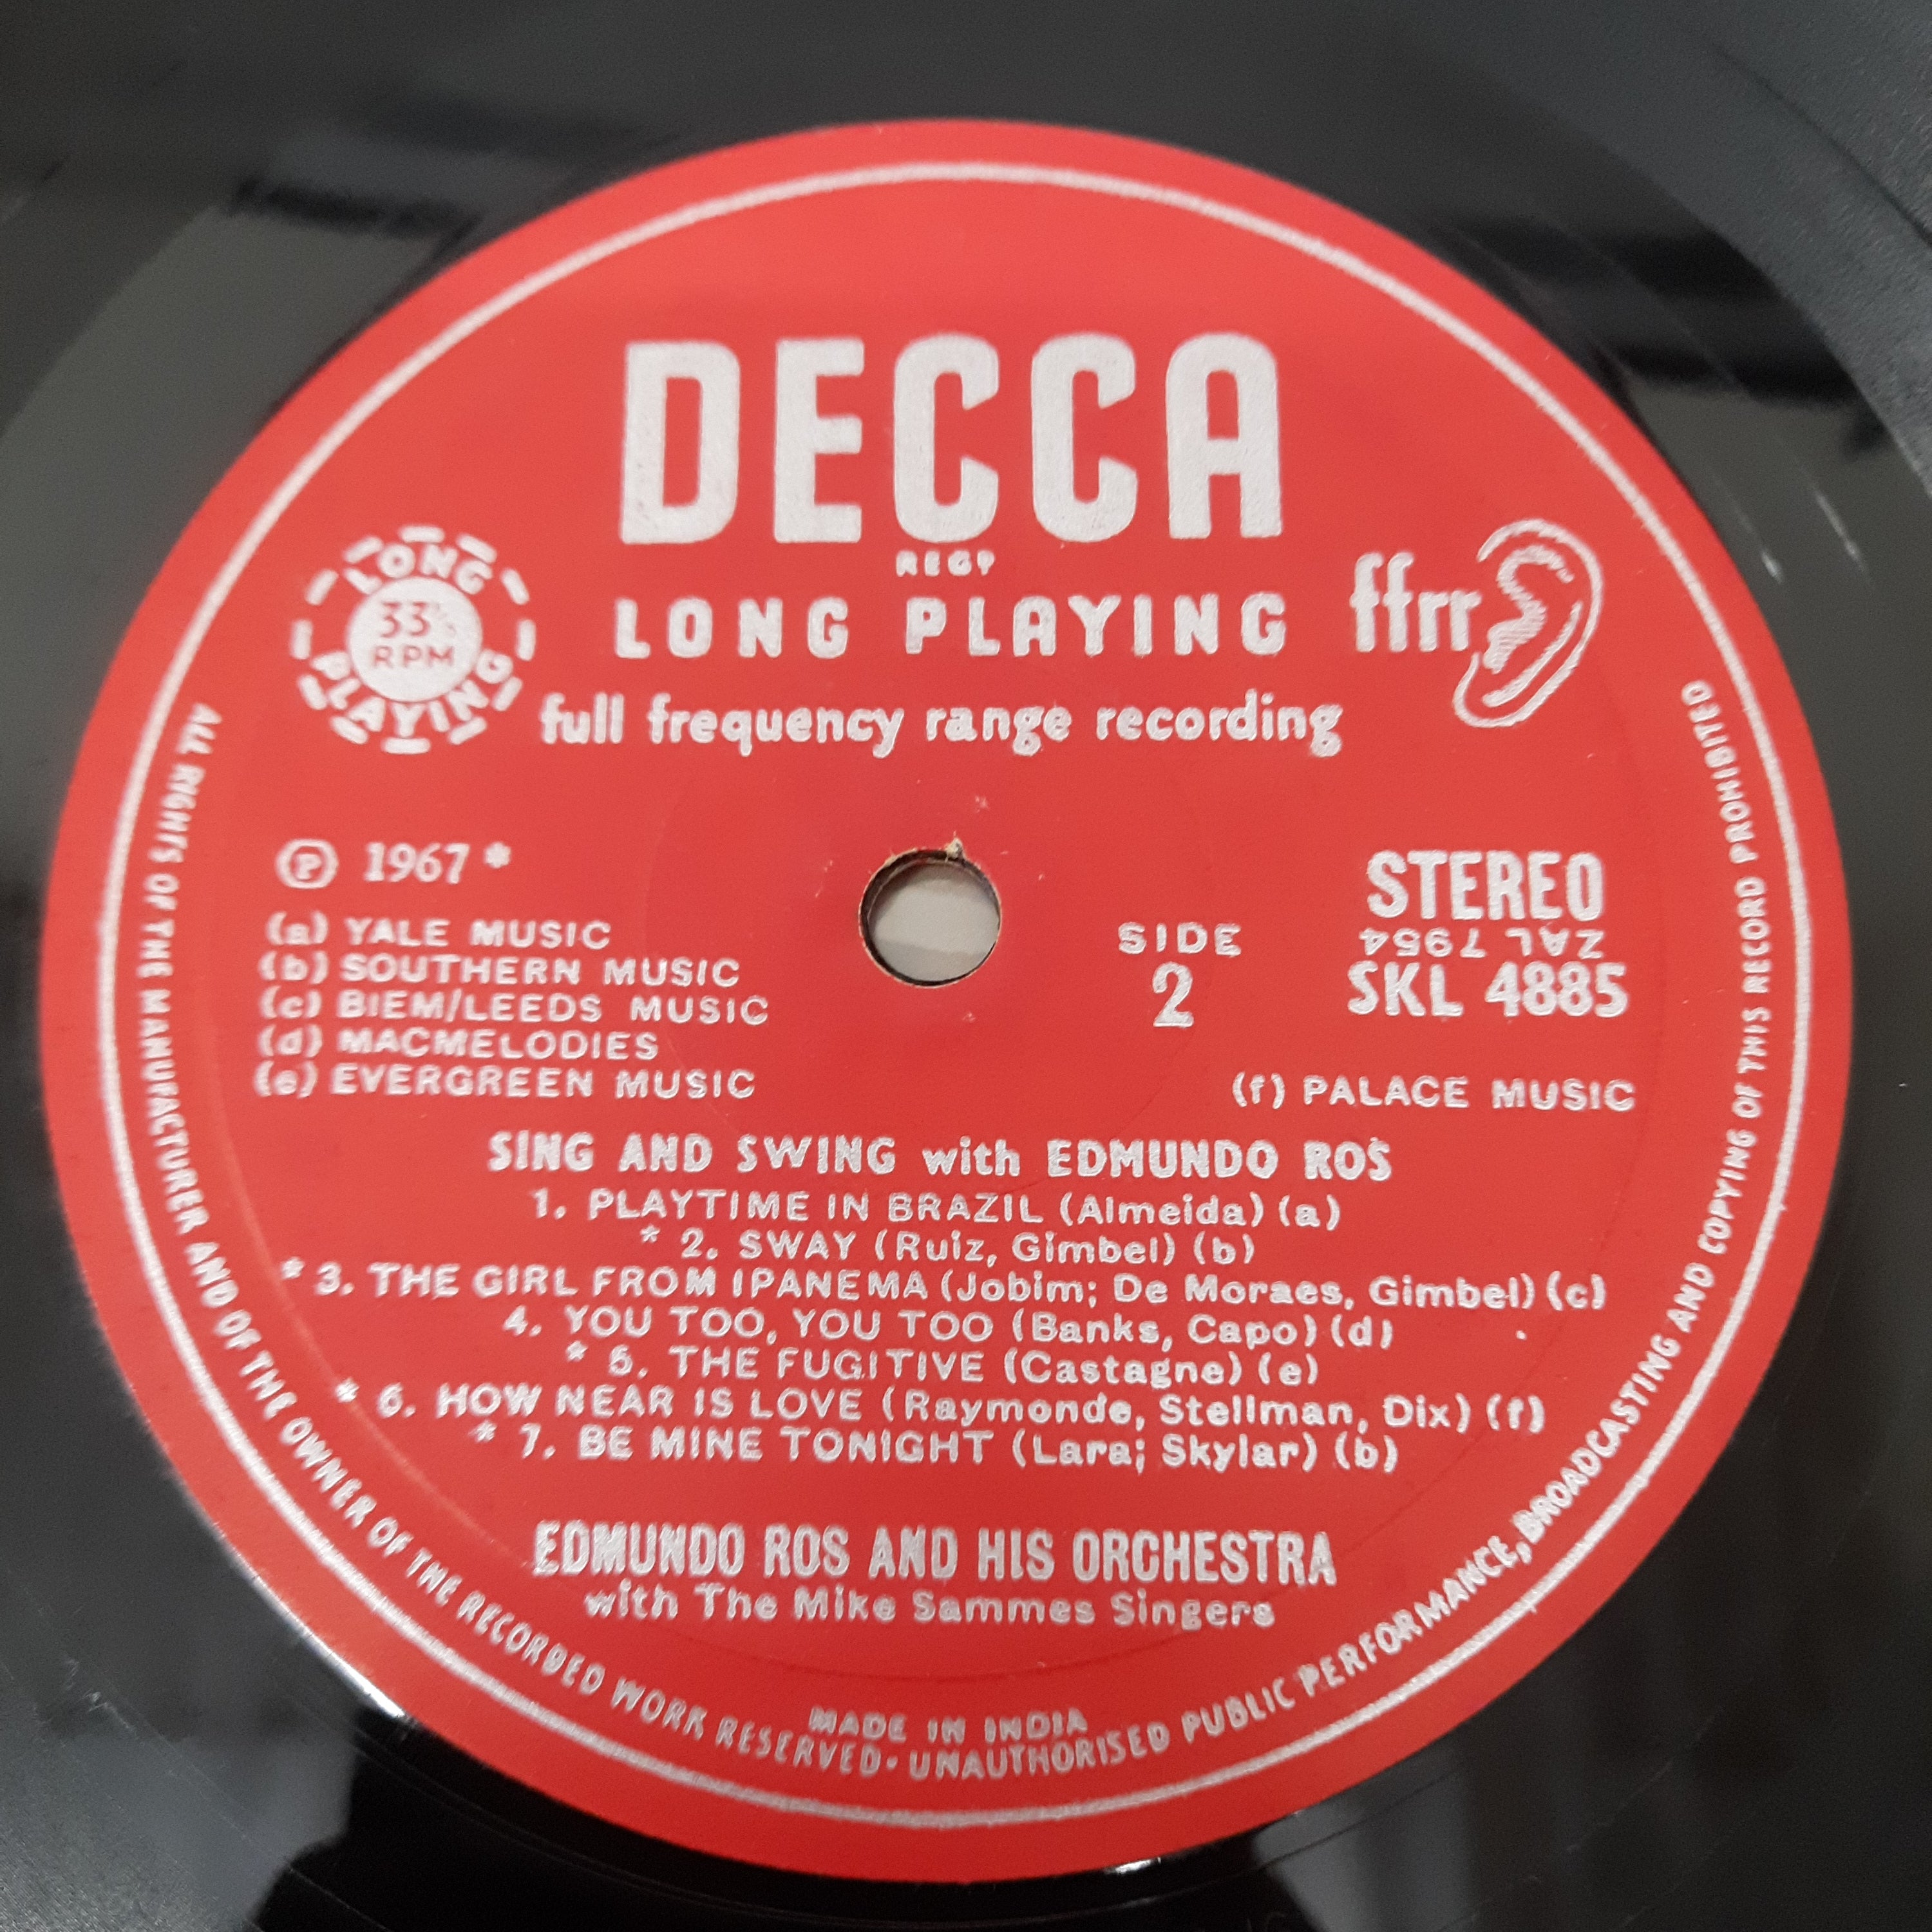 DECCA
REGD
LONG PLAYING
ffrr
LONG
33⅓
RPM
PLAYING
full frequency range recording
Ⓟ 1967 *
(a) YALE MUSIC
(b) SOUTHERN MUSIC
(c) BIEM/LEEDS MUSIC
(d) MACMELODIES
(e) EVERGREEN MUSIC
SIDE
2
STEREO
ZAL 7954
SKL 4885
(f) PALACE MUSIC
SING AND SWING with EDMUNDO ROS
1. PLAYTIME IN BRAZIL (Almeida) (a)
* 2. SWAY (Ruiz, Gimbel) (b)
* 3. THE GIRL FROM IPANEMA (Jobim; De Moraes, Gimbel) (c)
4. YOU TOO, YOU TOO (Banks, Capo) (d)
* 5. THE FUGITIVE (Castagne) (e)
* 6. HOW NEAR IS LOVE (Raymonde, Stellman, Dix) (f)
* 7. BE MINE TONIGHT (Lara; Skylar) (b)
EDMUNDO ROS AND HIS ORCHESTRA
with The Mike Sammes Singers
MADE IN INDIA
ALL RIGHTS OF THE MANUFACTURER AND OF THE OWNER OF THE RECORDED WORK RESERVED · UNAUTHORISED PUBLIC PERFORMANCE, BROADCASTING AND COPYING OF THIS RECORD PROHIBITED